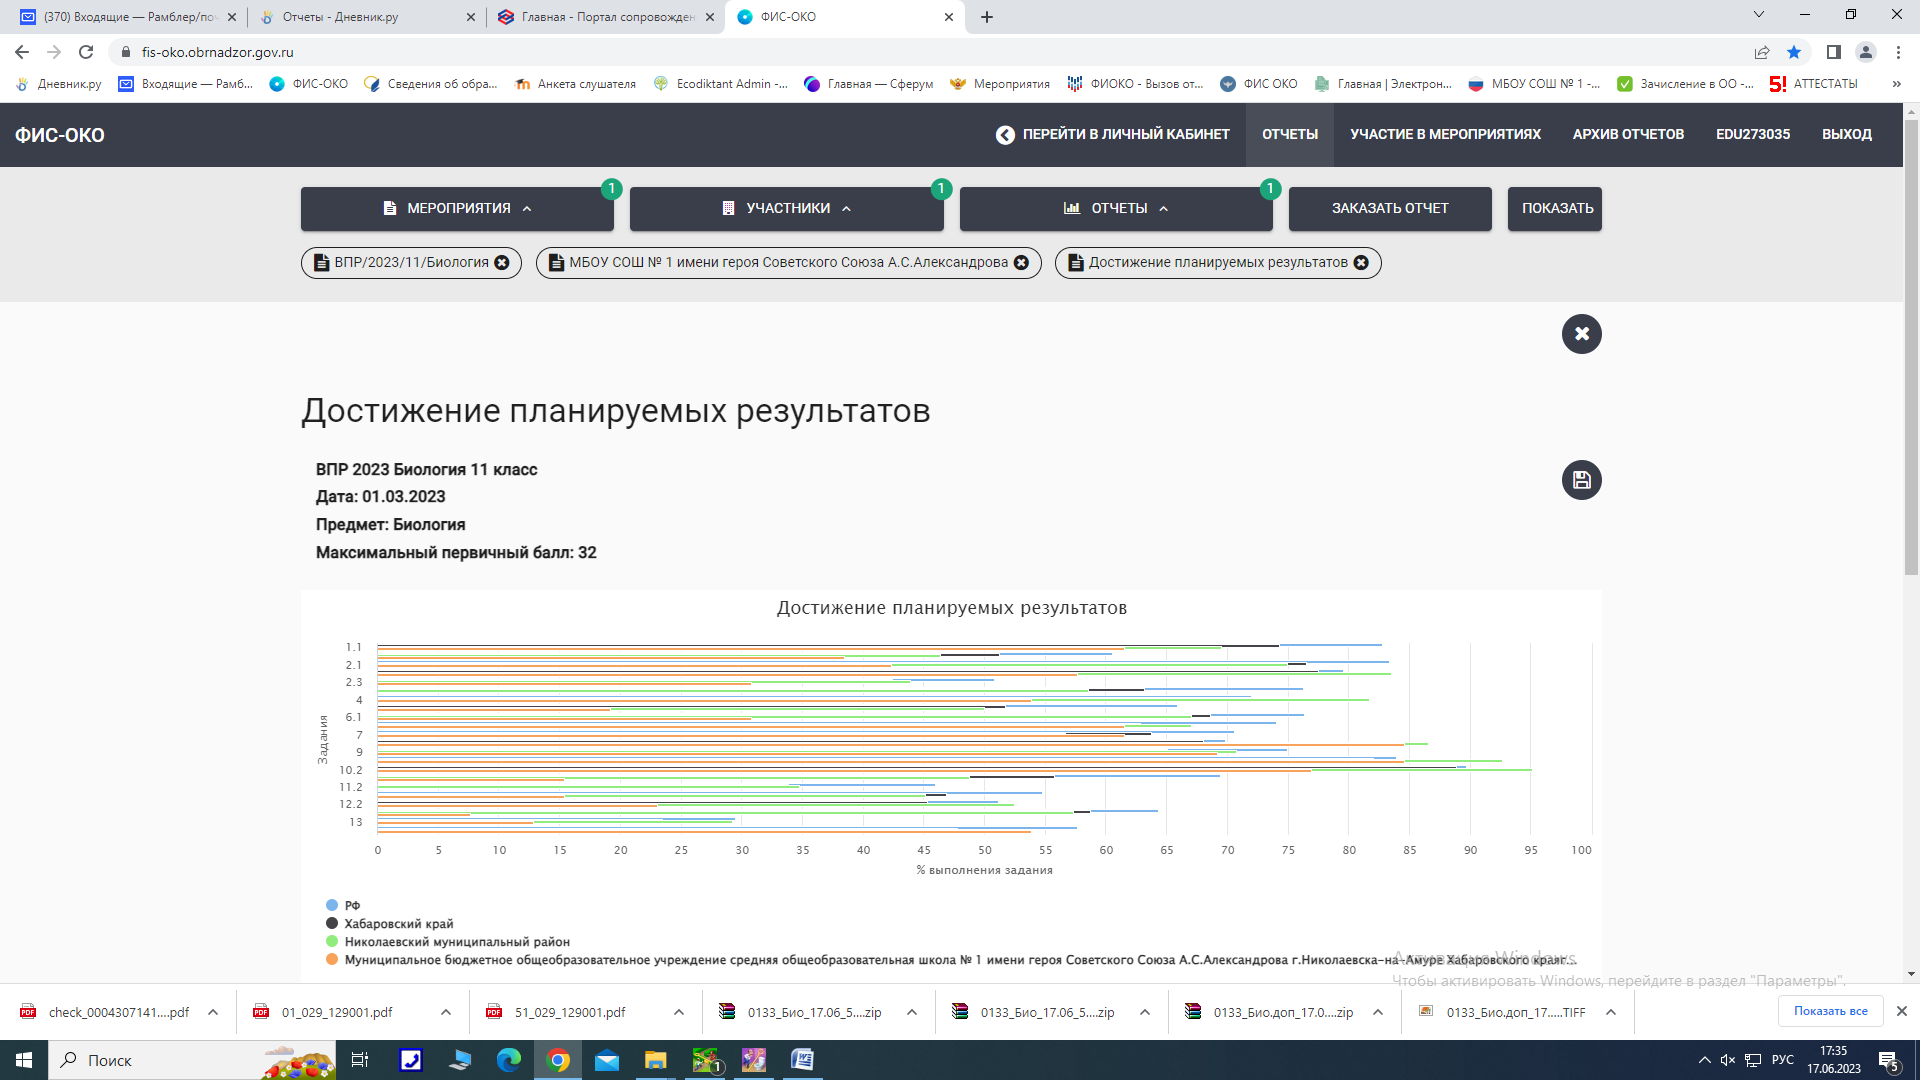 (370) Входящие — Рамблер/поч
Отчеты - Дневник.ру
Главная - Портал сопровожден
ФИС-ОКО
fis-oko.obrnadzor.gov.ru
Дневник.ру
Входящие — Рамб...
ФИС-ОКО
Сведения об обра...
Анкета слушателя
Ecodiktant Admin -...
Главная — Сферум
Мероприятия
ФИОКО - Вызов от...
ФИС ОКО
Главная | Электрон...
МБОУ СОШ № 1 -...
Зачисление в ОО -...
5! АТТЕСТАТЫ
»
ФИС-ОКО
ПЕРЕЙТИ В ЛИЧНЫЙ КАБИНЕТ
ОТЧЕТЫ
УЧАСТИЕ В МЕРОПРИЯТИЯХ
АРХИВ ОТЧЕТОВ
EDU273035
ВЫХОД
МЕРОПРИЯТИЯ 1
УЧАСТНИКИ 1
ОТЧЕТЫ 1
ЗАКАЗАТЬ ОТЧЕТ
ПОКАЗАТЬ
ВПР/2023/11/Биология
МБОУ СОШ № 1 имени героя Советского Союза А.С.Александрова
Достижение планируемых результатов
Достижение планируемых результатов
ВПР 2023 Биология 11 класс
Дата: 01.03.2023
Предмет: Биология
Максимальный первичный балл: 32
Достижение планируемых результатов
Задания
1.1
2.1
2.3
4
6.1
7
9
10.2
11.2
12.2
13
0 5 10 15 20 25 30 35 40 45 50 55 60 65 70 75 80 85 90 95 100
% выполнения задания
РФ
Хабаровский край
Николаевский муниципальный район
Муниципальное бюджетное общеобразовательное учреждение средняя общеобразовательная школа № 1 имени героя Советского Союза А.С.Александрова г.Николаевска-на-Амуре Хабаровского края...
Активация Windows
Чтобы активировать Windows, перейдите в раздел "Параметры".
check_0004307141....pdf
01_029_129001.pdf
51_029_129001.pdf
0133_Био_17.06_5....zip
0133_Био_17.06_5....zip
0133_Био.доп_17.0....zip
0133_Био.доп_17.....TIFF
Показать все
Поиск
1
РУС
17:35
17.06.2023
5